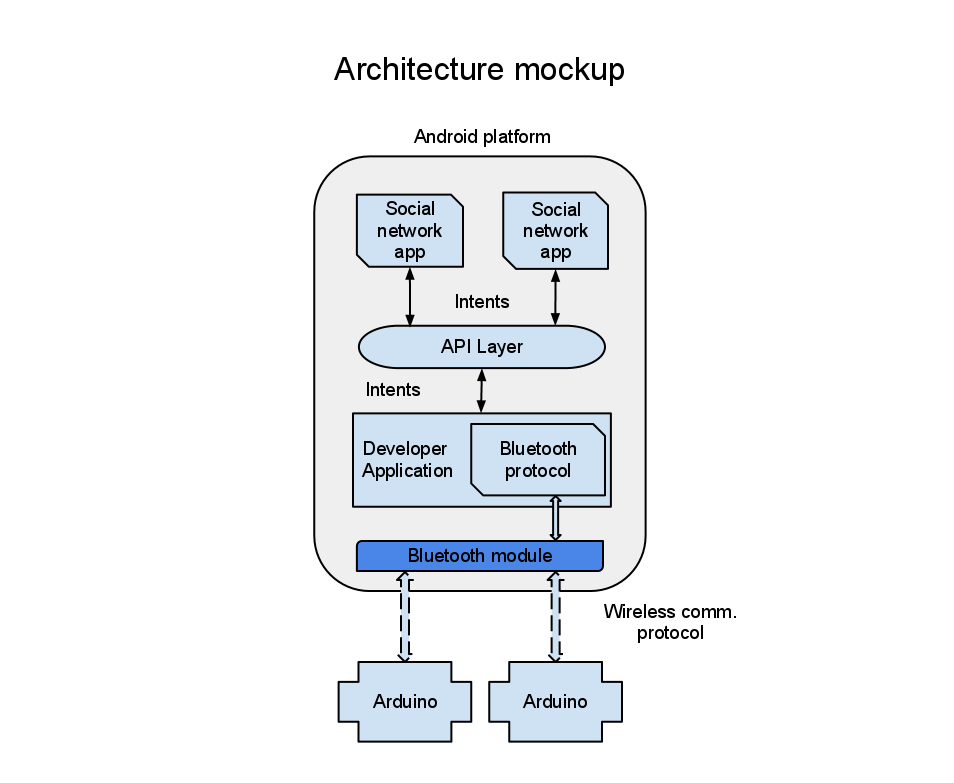 Architecture mockup
Android platform
Social
network
app
Social
network
app
Intents
API Layer
Intents
Developer
Application
Bluetooth
protocol
Bluetooth module
Wireless comm.
protocol
Arduino
Arduino